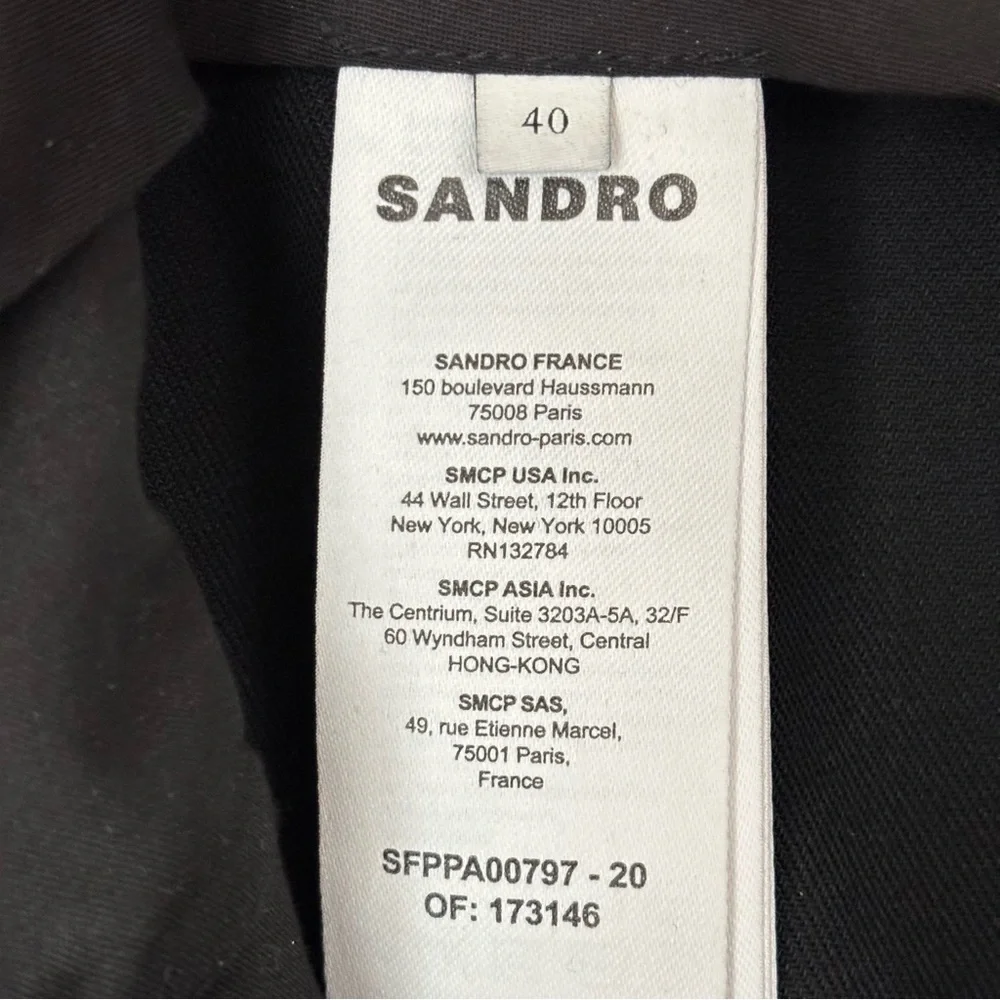 40
SANDRO
SANDRO FRANCE
150 boulevard Haussmann
75008 Paris
www.sandro-paris.com
SMCP USA Inc.
44 Wall Street, 12th Floor
New York, New York 10005
RN132784
SMCP ASIA Inc.
The Centrium, Suite 3203A-5A, 32/F
60 Wyndham Street, Central
HONG-KONG
SMCP SAS,
49, rue Etienne Marcel,
75001 Paris,
France
SFPPA00797 - 20
OF: 173146